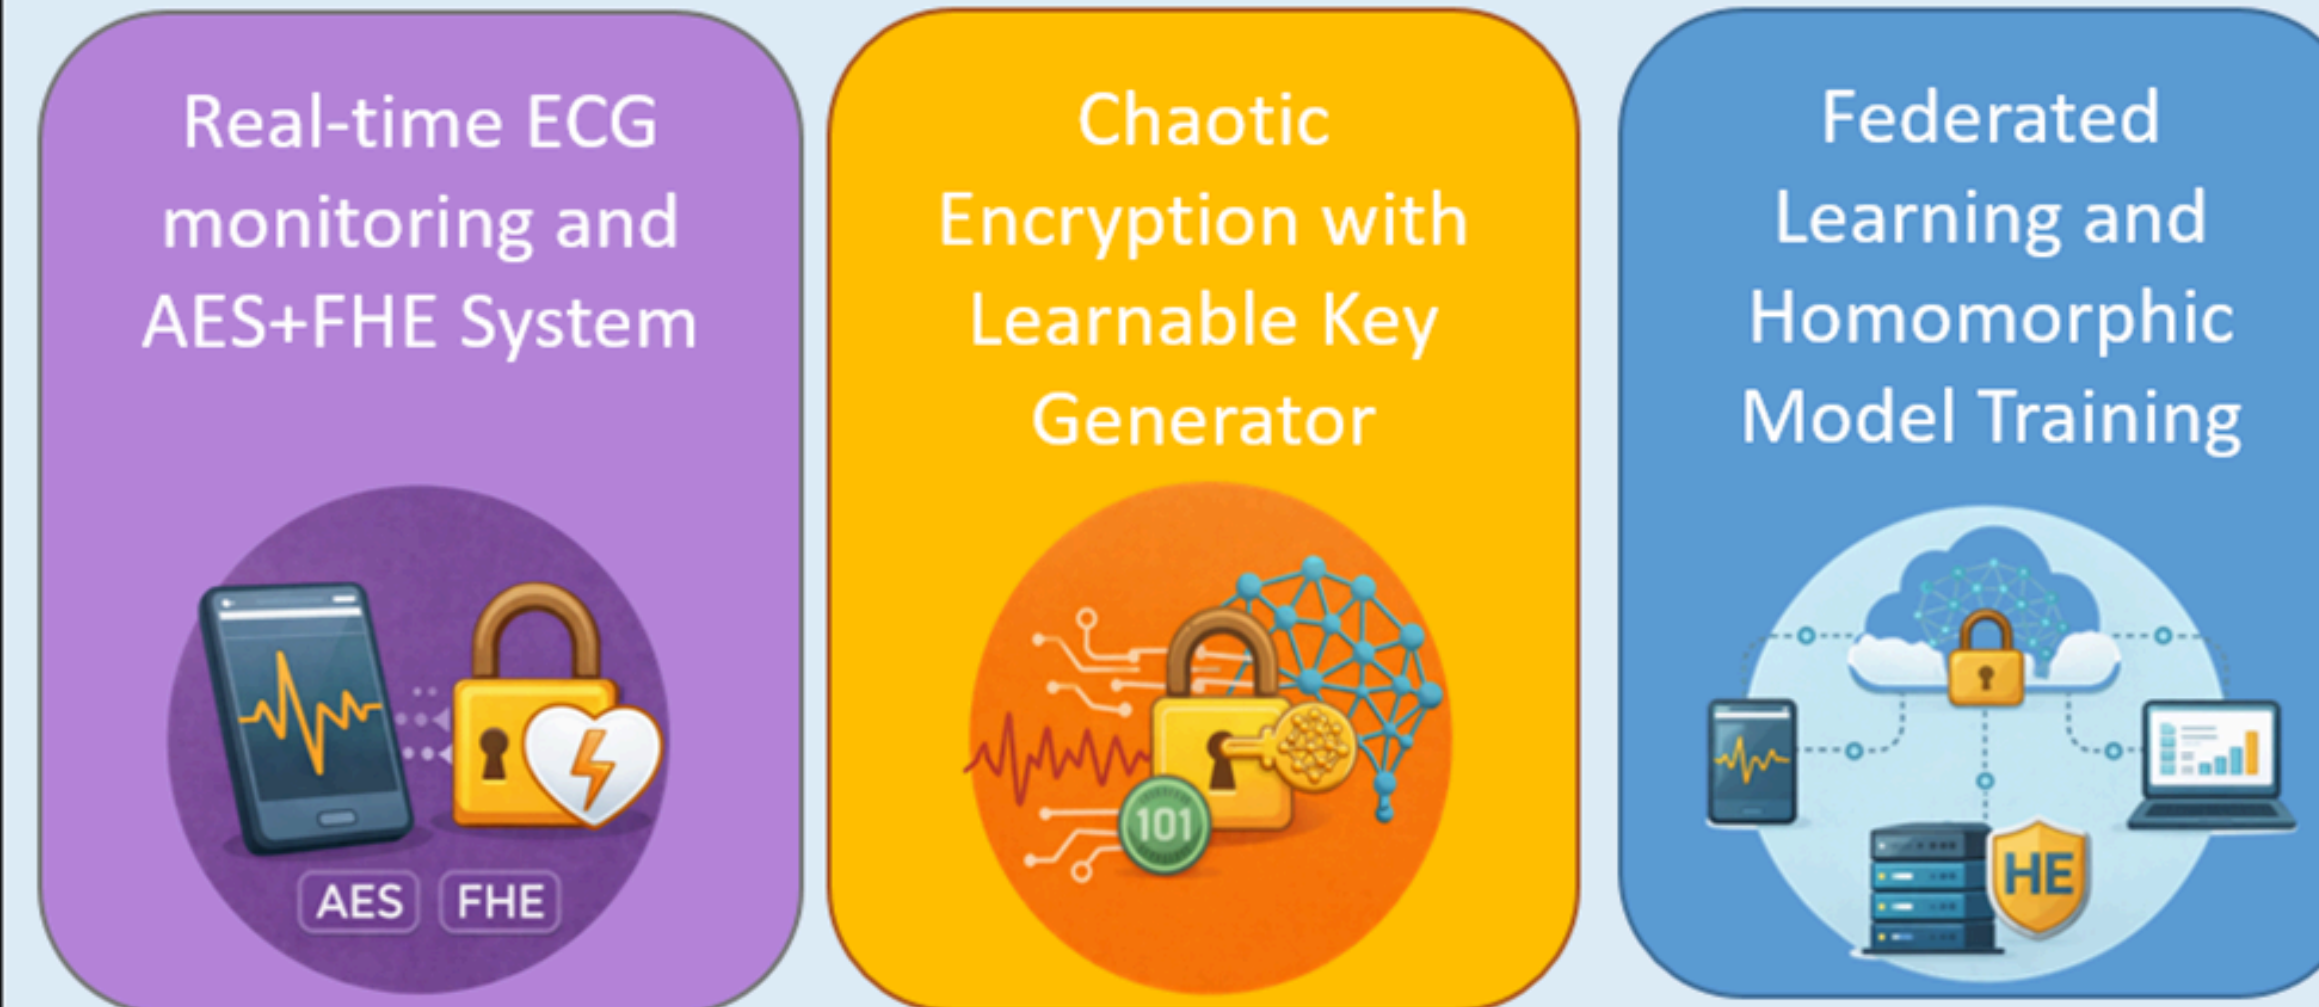 Real-time ECG
monitoring and
AES+FHE System
AES FHE
Chaotic
Encryption with
Learnable Key
Generator
101
Federated
Learning and
Homomorphic
Model Training
HE